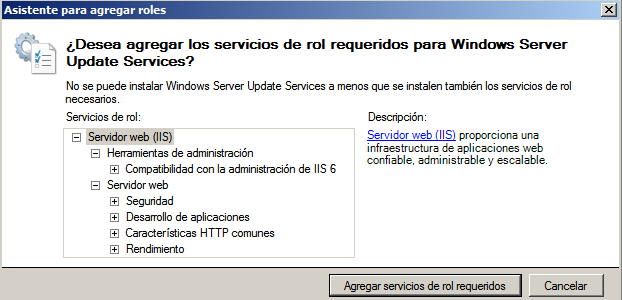 Asistente para agregar roles
¿Desea agregar los servicios de rol requeridos para Windows Server
Update Services?
No se puede instalar Windows Server Update Services a menos que se instalen también los servicios de rol
necesarios.
Servicios de rol:
Servidor web (IIS)
Herramientas de administración
Compatibilidad con la administración de IIS 6
Servidor web
Seguridad
Desarrollo de aplicaciones
Características HTTP comunes
Rendimiento
Descripción:
Servidor web (IIS) proporciona una
infraestructura de aplicaciones web
confiable, administrable y escalable.
Agregar servicios de rol requeridos
Cancelar